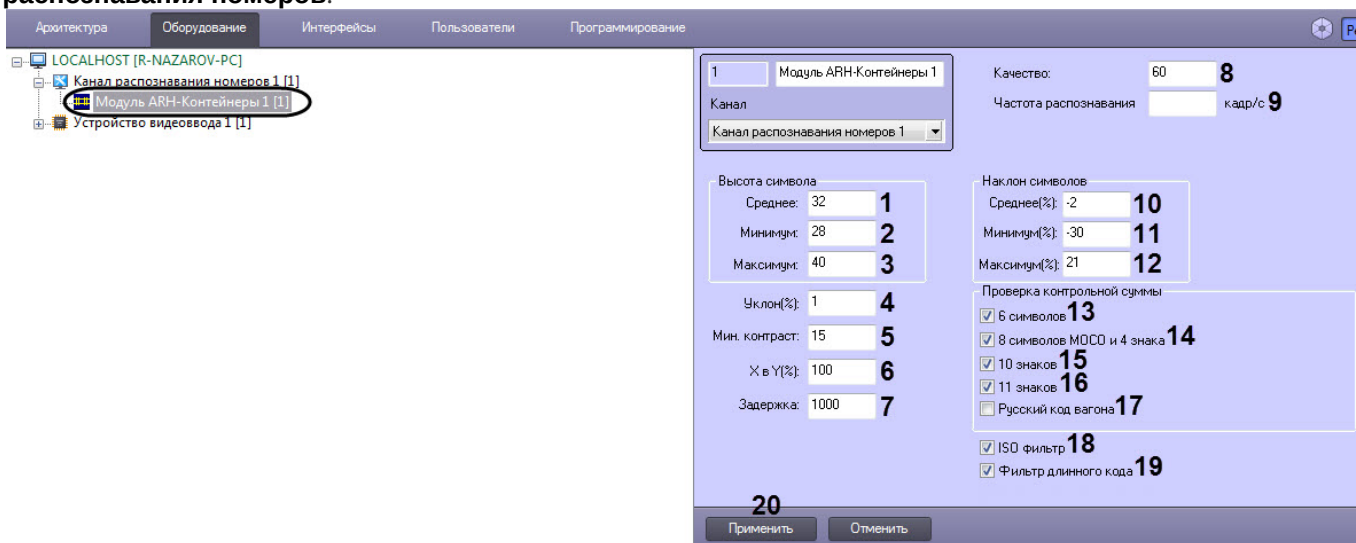 распознавания номеров.
Архитектура Оборудование Интерфейсы Пользователи Программирование
LOCALHOST [R-NAZAROV-PC]
Канал распознавания номеров 1 [1]
Модуль ARH-Контейнеры 1 [1]
Устройство видеоввода 1 [1]
1 Модуль ARH-Контейнеры 1
Канал
Канал распознавания номеров 1
Качество: 60 8
Частота распознавания кадр/с 9
Высота символа
Среднее: 32 1
Минимум: 28 2
Максимум: 40 3
Уклон(%): 1 4
Мин. контраст: 15 5
X в Y(%): 100 6
Задержка: 1000 7
Наклон символов
Среднее(%): -2 10
Минимум(%): -30 11
Максимум(%): 21 12
Проверка контрольной суммы
6 символов 13
8 символов МОСО и 4 знака 14
10 знаков 15
11 знаков 16
Русский код вагона 17
ISO фильтр 18
Фильтр длинного кода 19
20
Применить Отменить